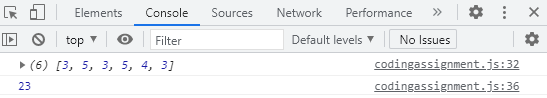 Elements Console Sources Network Performance »
top ▾ Filter Default levels ▾ No Issues
▸ (6) [3, 5, 3, 5, 4, 3] codingassignment.js:32
23 codingassignment.js:36